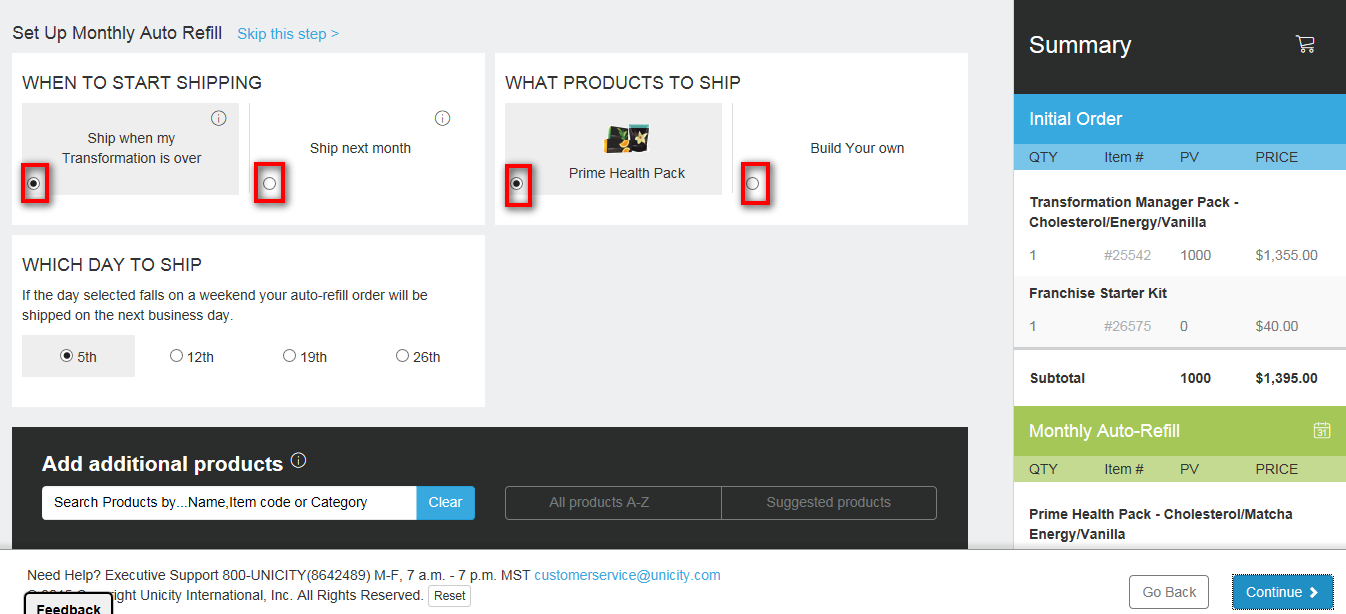 Set Up Monthly Auto Refill Skip this step >
WHEN TO START SHIPPING
Ship when my
Transformation is over
Ship next month
WHAT PRODUCTS TO SHIP
Prime Health Pack
Build Your own
WHICH DAY TO SHIP
If the day selected falls on a weekend your auto-refill order will be
shipped on the next business day.
5th 12th 19th 26th
Add additional products
Search Products by...Name,Item code or Category Clear
All products A-Z Suggested products
Summary
Initial Order
QTY Item # PV PRICE
Transformation Manager Pack -
Cholesterol/Energy/Vanilla
1 #25542 1000 $1,355.00
Franchise Starter Kit
1 #26575 0 $40.00
Subtotal 1000 $1,395.00
Monthly Auto-Refill 31
QTY Item # PV PRICE
Prime Health Pack - Cholesterol/Matcha
Energy/Vanilla
Need Help? Executive Support 800-UNICITY(8642489) M-F, 7 a.m. - 7 p.m. MST customerservice@unicity.com
Unicity International, Inc. All Rights Reserved. Reset
Feedback
Go Back Continue